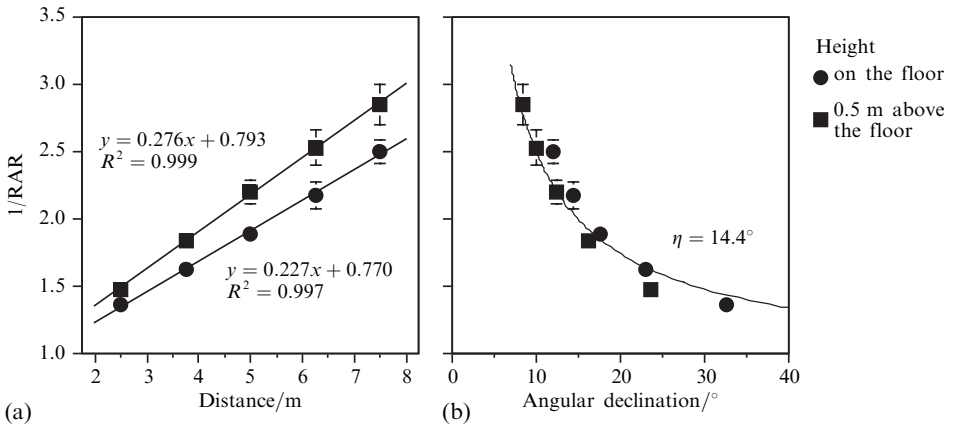 3.5
3.0
2.5
2.0
1.5
1.0
1/RAR
y = 0.276x + 0.793
R² = 0.999
y = 0.227x + 0.770
R² = 0.997
2 3 4 5 6 7 8
Distance/m
(a)
η = 14.4°
0 10 20 30 40
Angular declination/°
(b)
Height
on the floor
0.5 m above
the floor